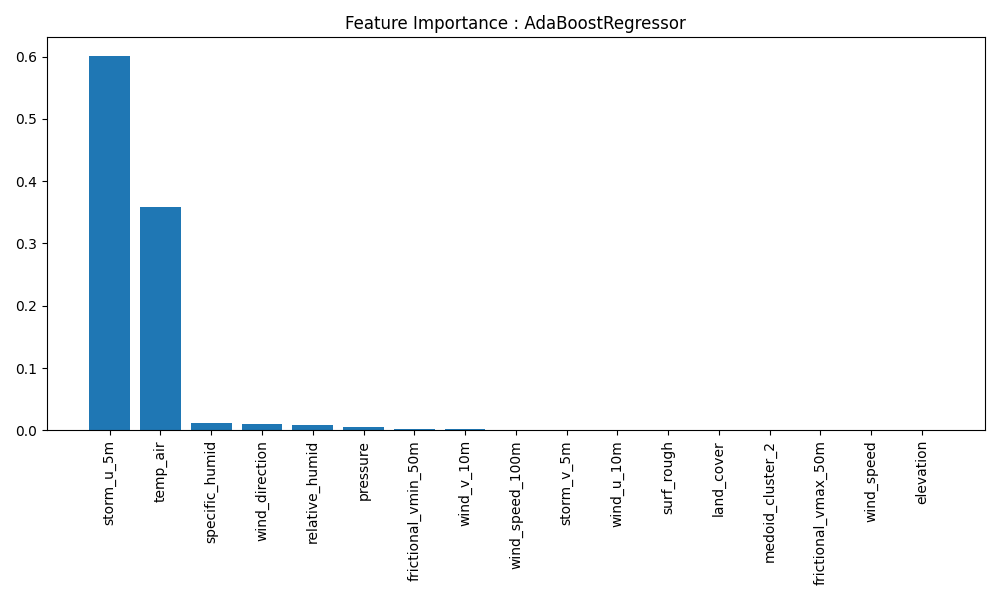 Feature Importance : AdaBoostRegressor
0.6
0.5
0.4
0.3
0.2
0.1
0.0
storm_u_5m
temp_air
specific_humid
wind_direction
relative_humid
pressure
frictional_vmin_50m
wind_v_10m
wind_speed_100m
storm_v_5m
wind_u_10m
surf_rough
land_cover
medoid_cluster_2
frictional_vmax_50m
wind_speed
elevation